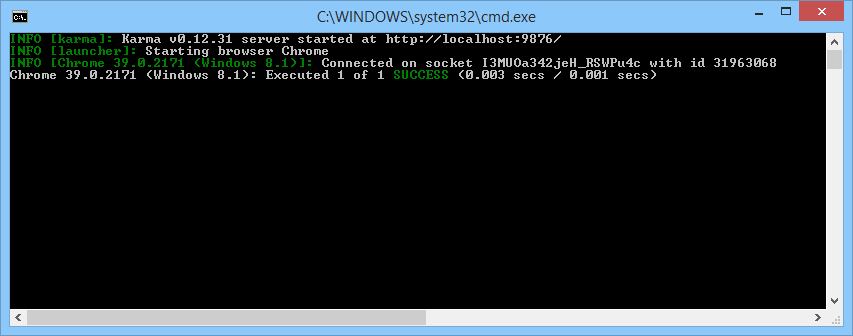 C:\WINDOWS\system32\cmd.exe
INFO [karma]: Karma v0.12.31 server started at http://localhost:9876/
INFO [launcher]: Starting browser Chrome
INFO [Chrome 39.0.2171 (Windows 8.1)]: Connected on socket I3MUOa342jeH_RSWPu4c with id 31963068
Chrome 39.0.2171 (Windows 8.1): Executed 1 of 1 SUCCESS (0.003 secs / 0.001 secs)